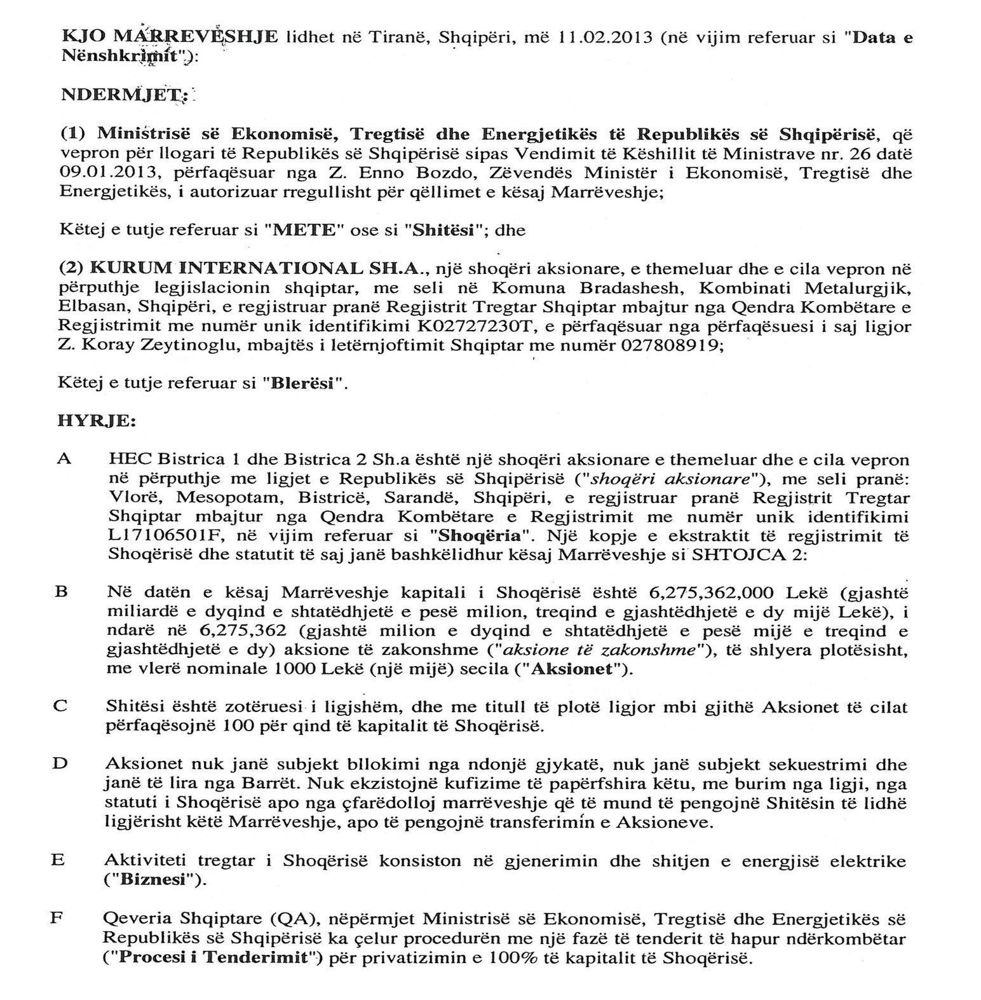 KJO MARREVËSHJE lidhet në Tiranë, Shqipëri, më 11.02.2013 (në vijim referuar si "Data e
Nënshkrimit"):
NDERMJET:
(1) Ministrisë së Ekonomisë, Tregtisë dhe Energjetikës të Republikës së Shqipërisë, që
vepron për llogari të Republikës së Shqipërisë sipas Vendimit të Këshillit të Ministrave nr. 26 datë
09.01.2013, përfaqësuar nga Z. Enno Bozdo, Zëvendës Ministër i Ekonomisë, Tregtisë dhe
Energjetikës, i autorizuar rregullisht për qëllimet e kësaj Marrëveshje;
Këtej e tutje referuar si "METE" ose si "Shitësi"; dhe
(2) KURUM INTERNATIONAL SH.A., një shoqëri aksionare, e themeluar dhe e cila vepron në
përputhje legjislacionin shqiptar, me seli në Komuna Bradashesh, Kombinati Metalurgjik,
Elbasan, Shqipëri, e regjistruar pranë Regjistrit Tregtar Shqiptar mbajtur nga Qendra Kombëtare e
Regjistrimit me numër unik identifikimi K02727230T, e përfaqësuar nga përfaqësuesi i saj ligjor
Z. Koray Zeytinoglu, mbajtës i letërnjoftimit Shqiptar me numër 027808919;
Këtej e tutje referuar si "Blerësi".
HYRJE:
A HEC Bistrica 1 dhe Bistrica 2 Sh.a është një shoqëri aksionare e themeluar dhe e cila vepron
në përputhje me ligjet e Republikës së Shqipërisë ("shoqëri aksionare"), me seli pranë:
Vlorë, Mesopotam, Bistricë, Sarandë, Shqipëri, e regjistruar pranë Regjistrit Tregtar
Shqiptar mbajtur nga Qendra Kombëtare e Regjistrimit me numër unik identifikimi
L17106501F, në vijim referuar si "Shoqëria". Një kopje e ekstraktit të regjistrimit të
Shoqërisë dhe statutit të saj janë bashkëlidhur kësaj Marrëveshje si SHTOJCA 2:
B Në datën e kësaj Marrëveshje kapitali i Shoqërisë është 6,275,362,000 Lekë (gjashtë
miliardë e dyqind e shtatëdhjetë e pesë milion, treqind e gjashtëdhjetë e dy mijë Lekë), i
ndarë në 6,275,362 (gjashtë milion e dyqind e shtatëdhjetë e pesë mijë e treqind e
gjashtëdhjetë e dy) aksione të zakonshme ("aksione të zakonshme"), të shlyera plotësisht,
me vlerë nominale 1000 Lekë (një mijë) secila ("Aksionet").
C Shitësi është zotëruesi i ligjshëm, dhe me titull të plotë ligjor mbi gjithë Aksionet të cilat
përfaqësojnë 100 për qind të kapitalit të Shoqërisë.
D Aksionet nuk janë subjekt bllokimi nga ndonjë gjykatë, nuk janë subjekt sekuestrimi dhe
janë të lira nga Barrët. Nuk ekzistojnë kufizime të papërfshira këtu, me burim nga ligji, nga
statuti i Shoqërisë apo nga çfarëdolloj marrëveshje që të mund të pengojnë Shitësin të lidhë
ligjërisht këtë Marrëveshje, apo të pengojnë transferimin e Aksioneve.
E Aktiviteti tregtar i Shoqërisë konsiston në gjenerimin dhe shitjen e energjisë elektrike
("Biznesi").
F Qeveria Shqiptare (QA), nëpërmjet Ministrisë së Ekonomisë, Tregtisë dhe Energjetikës së
Republikës së Shqipërisë ka çelur procedurën me një fazë të tenderit të hapur ndërkombëtar
("Procesi i Tenderimit") për privatizimin e 100% të kapitalit të Shoqërisë.